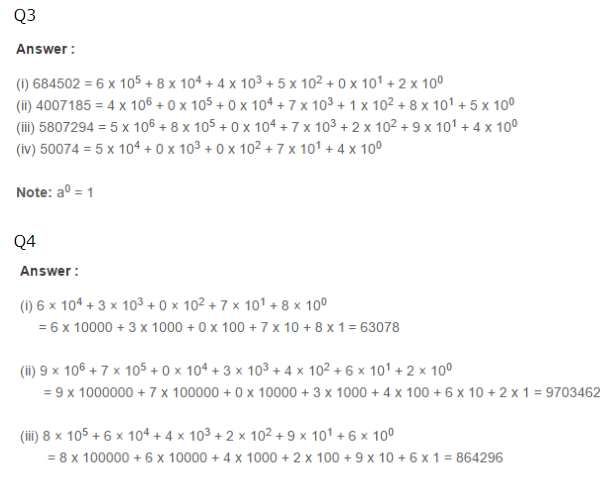 Q3
Answer :
(i) 684502 = 6 x 10⁵ + 8 x 10⁴ + 4 x 10³ + 5 x 10² + 0 x 10¹ + 2 x 10⁰
(ii) 4007185 = 4 x 10⁶ + 0 x 10⁵ + 0 x 10⁴ + 7 x 10³ + 1 x 10² + 8 x 10¹ + 5 x 10⁰
(iii) 5807294 = 5 x 10⁶ + 8 x 10⁵ + 0 x 10⁴ + 7 x 10³ + 2 x 10² + 9 x 10¹ + 4 x 10⁰
(iv) 50074 = 5 x 10⁴ + 0 x 10³ + 0 x 10² + 7 x 10¹ + 4 x 10⁰
Note: a⁰ = 1
Q4
Answer :
(i) 6 × 10⁴ + 3 × 10³ + 0 × 10² + 7 × 10¹ + 8 × 10⁰
= 6 × 10000 + 3 × 1000 + 0 × 100 + 7 × 10 + 8 × 1 = 63078
(ii) 9 × 10⁶ + 7 × 10⁵ + 0 × 10⁴ + 3 × 10³ + 4 × 10² + 6 × 10¹ + 2 × 10⁰
= 9 × 1000000 + 7 × 100000 + 0 × 10000 + 3 × 1000 + 4 × 100 + 6 × 10 + 2 × 1 = 9703462
(iii) 8 × 10⁵ + 6 × 10⁴ + 4 × 10³ + 2 × 10² + 9 × 10¹ + 6 × 10⁰
= 8 × 100000 + 6 × 10000 + 4 × 1000 + 2 × 100 + 9 × 10 + 6 × 1 = 864296